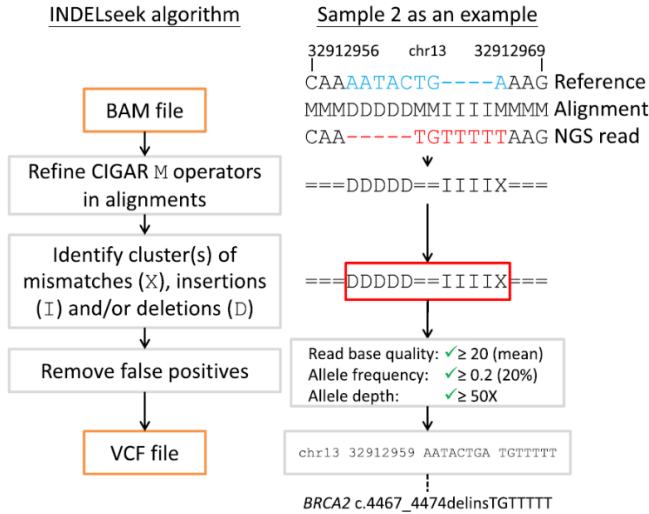 INDELseek algorithm
Sample 2 as an example
32912956 chr13 32912969
CAAAATACTG----AAAG Reference
MMMDDDDDMMIIIIMMMM Alignment
CAA-----TGTTTTTAAG NGS read
BAM file
Refine CIGAR M operators
in alignments
===DDDDD==IIIIX===
Identify cluster(s) of
mismatches (X), insertions
(I) and/or deletions (D)
===DDDDD==IIIIX===
Remove false positives
Read base quality: ✓≥ 20 (mean)
Allele frequency: ✓≥ 0.2 (20%)
Allele depth: ✓≥ 50X
VCF file
chr13 32912959 AATACTGA TGTTTTT
BRCA2 c.4467_4474delinsTGTTTTT